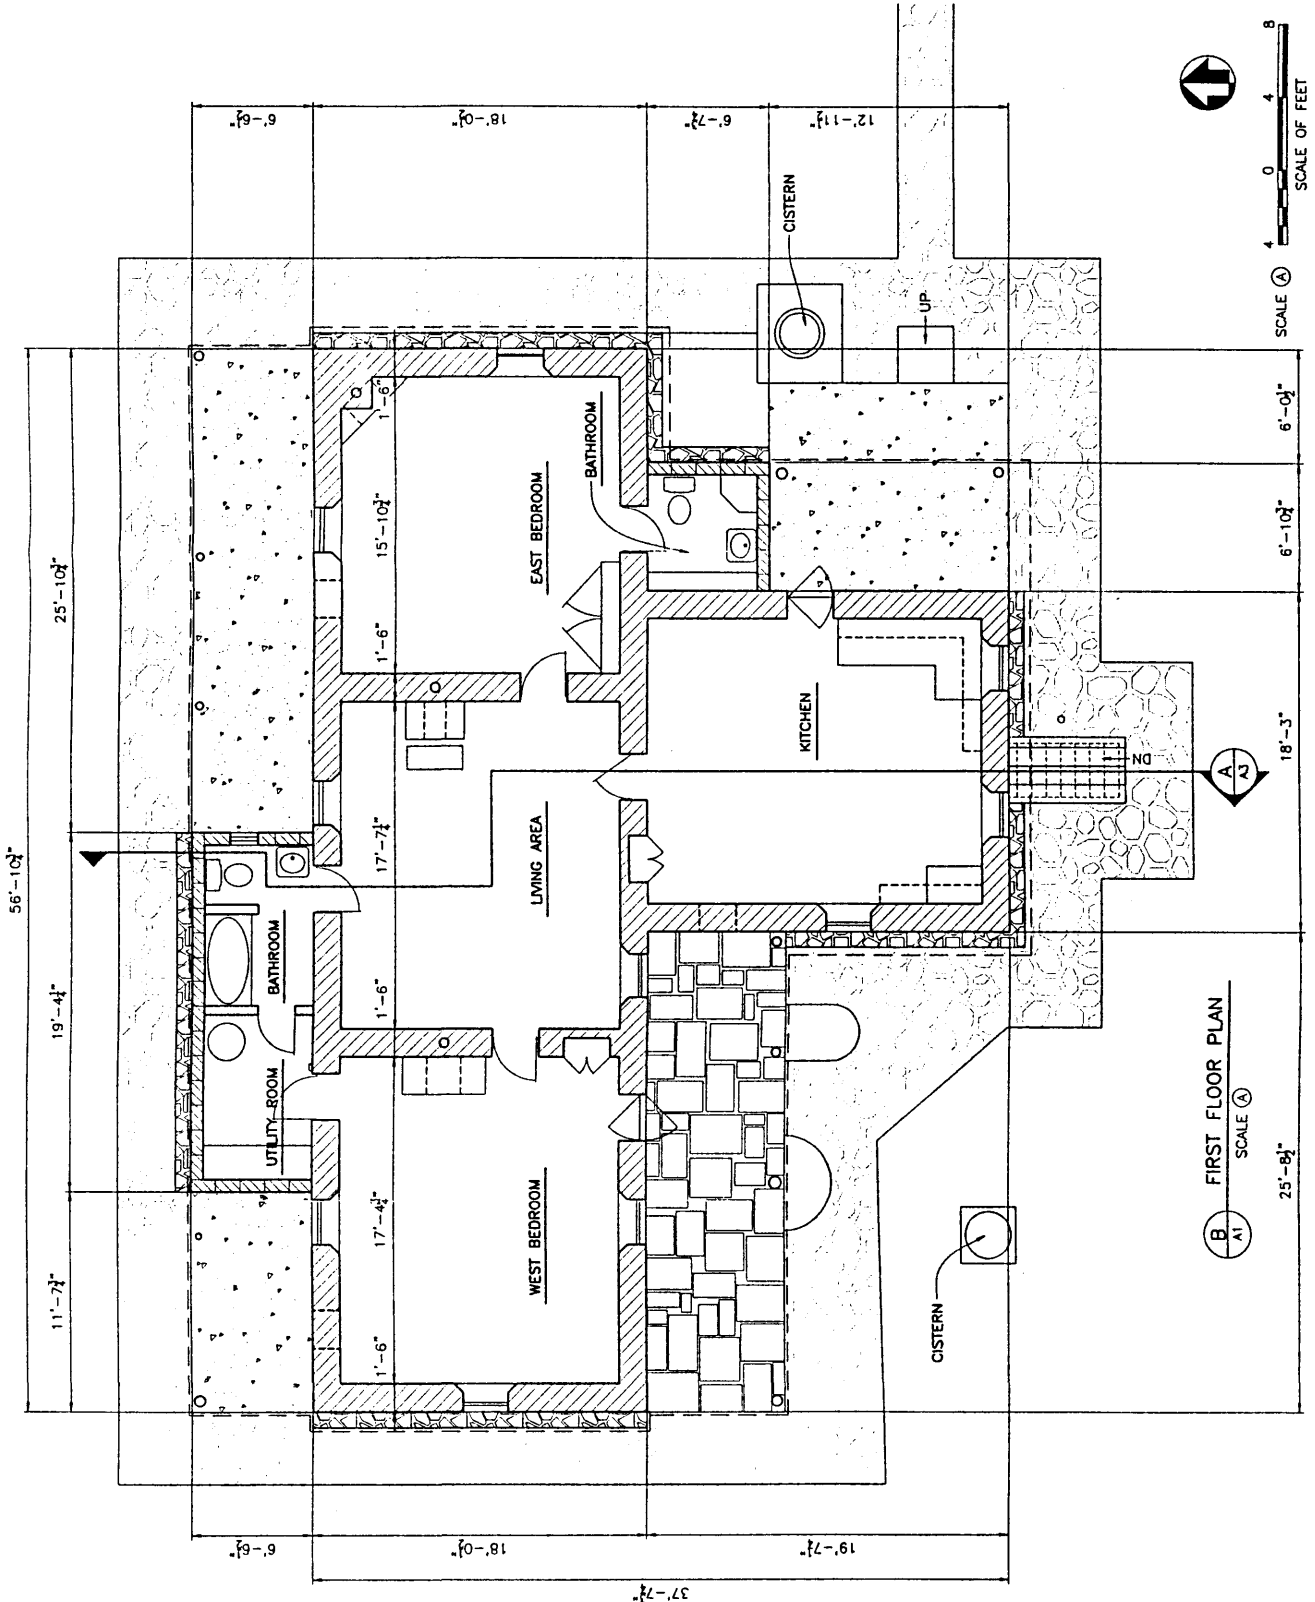 56'-10¾"
11'-7¾"
19'-4¼"
25'-10¾"
6'-6½"
6'-6½"
UTILITY ROOM
BATHROOM
1'-6"
17'-4¾"
1'-6"
17'-7¼"
1'-6"
15'-10¾"
1'-6"
18'-0½"
18'-0½"
WEST BEDROOM
LIVING AREA
EAST BEDROOM
BATHROOM
37'-7¾"
19'-7¼"
6'-7¾"
KITCHEN
CISTERN
12'-11½"
UP
CISTERN
DN
B
A1
FIRST FLOOR PLAN
SCALE A
A
A3
25'-8½"
18'-3"
6'-10¾"
6'-0½"
SCALE A
4 0 4 8
SCALE OF FEET